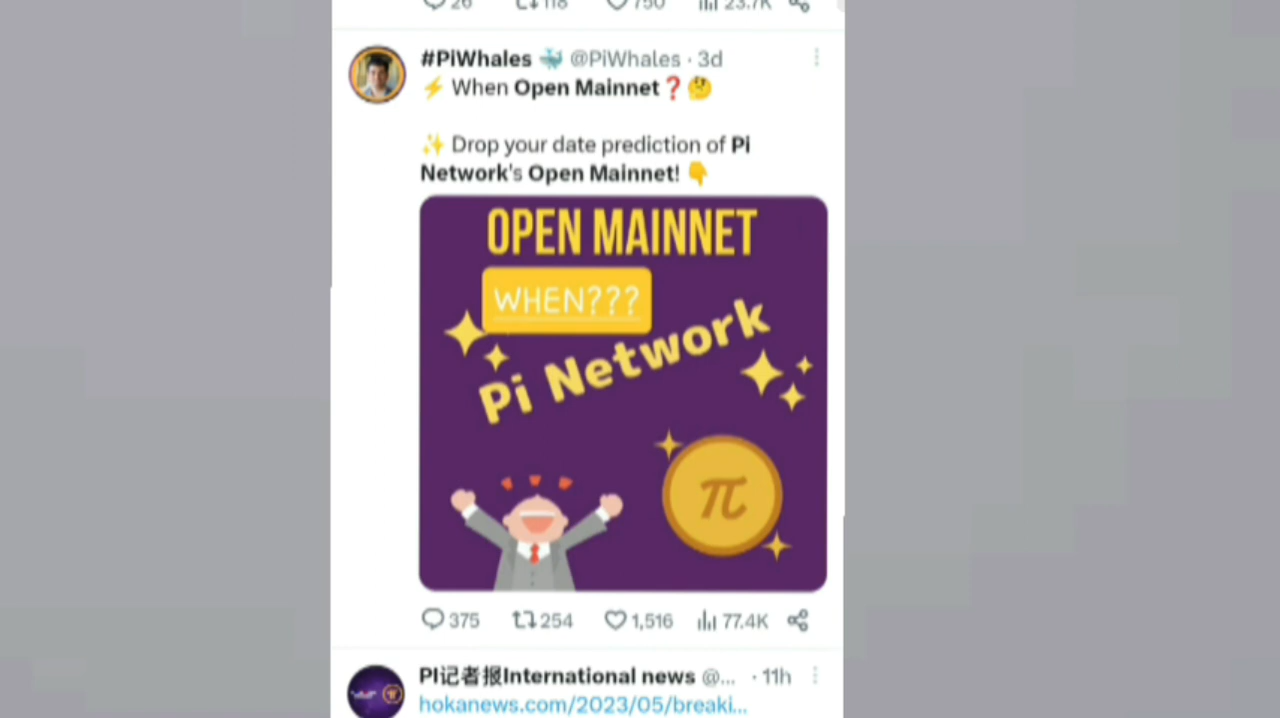 26 118 750 23.7K
#PiWhales 🐳 @PiWhales · 3d
⚡ When Open Mainnet❓🤔
✨ Drop your date prediction of Pi
Network's Open Mainnet! 👇
OPEN MAINNET
WHEN???
Pi Network
π
375 254 1,516 77.4K
PI记者报International news @... · 11h
hokanews.com/2023/05/breaki...